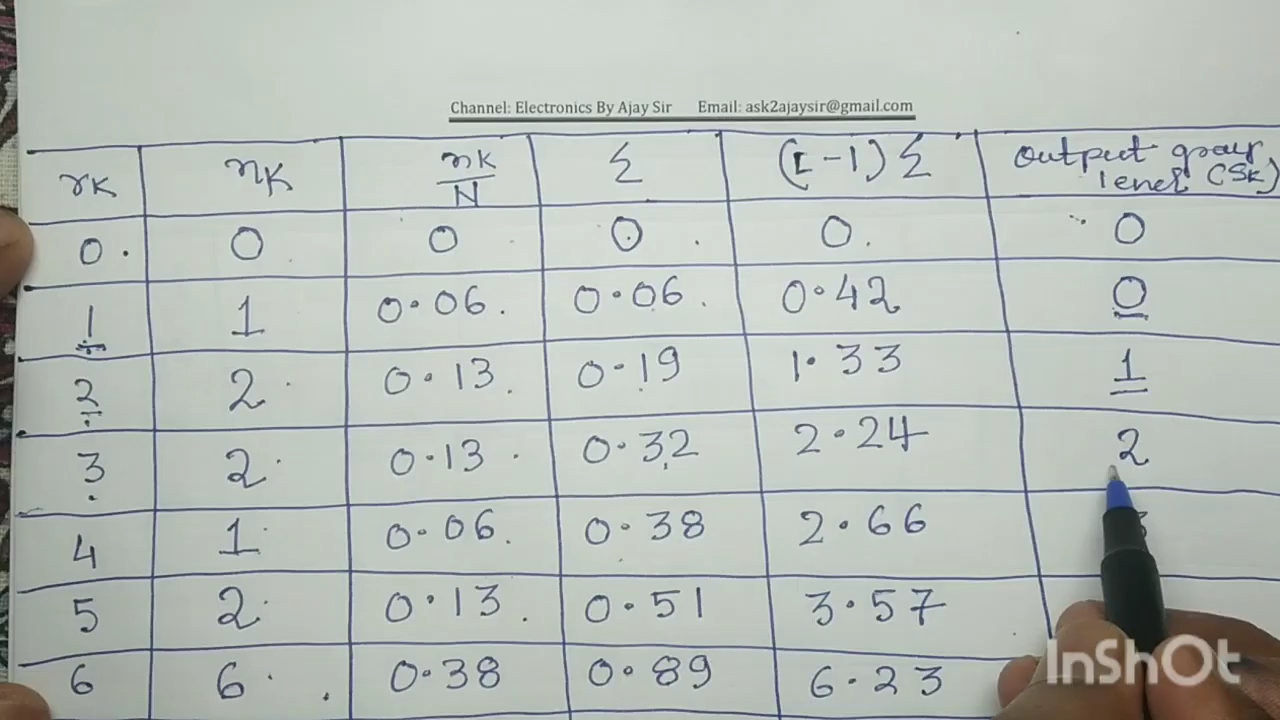 Channel: Electronics By Ajay Sir Email: ask2ajaysir@gmail.com
rK nK nK/N Σ (L-1) Σ Output gray level (SK)
0 0 0 0 0 0
1 1 0.06 0.06 0.42 0
2 2 0.13 0.19 1.33 1
3 2 0.13 0.32 2.24 2
4 1 0.06 0.38 2.66
5 2 0.13 0.51 3.57
6 6 0.38 0.89 6.23
InShOt